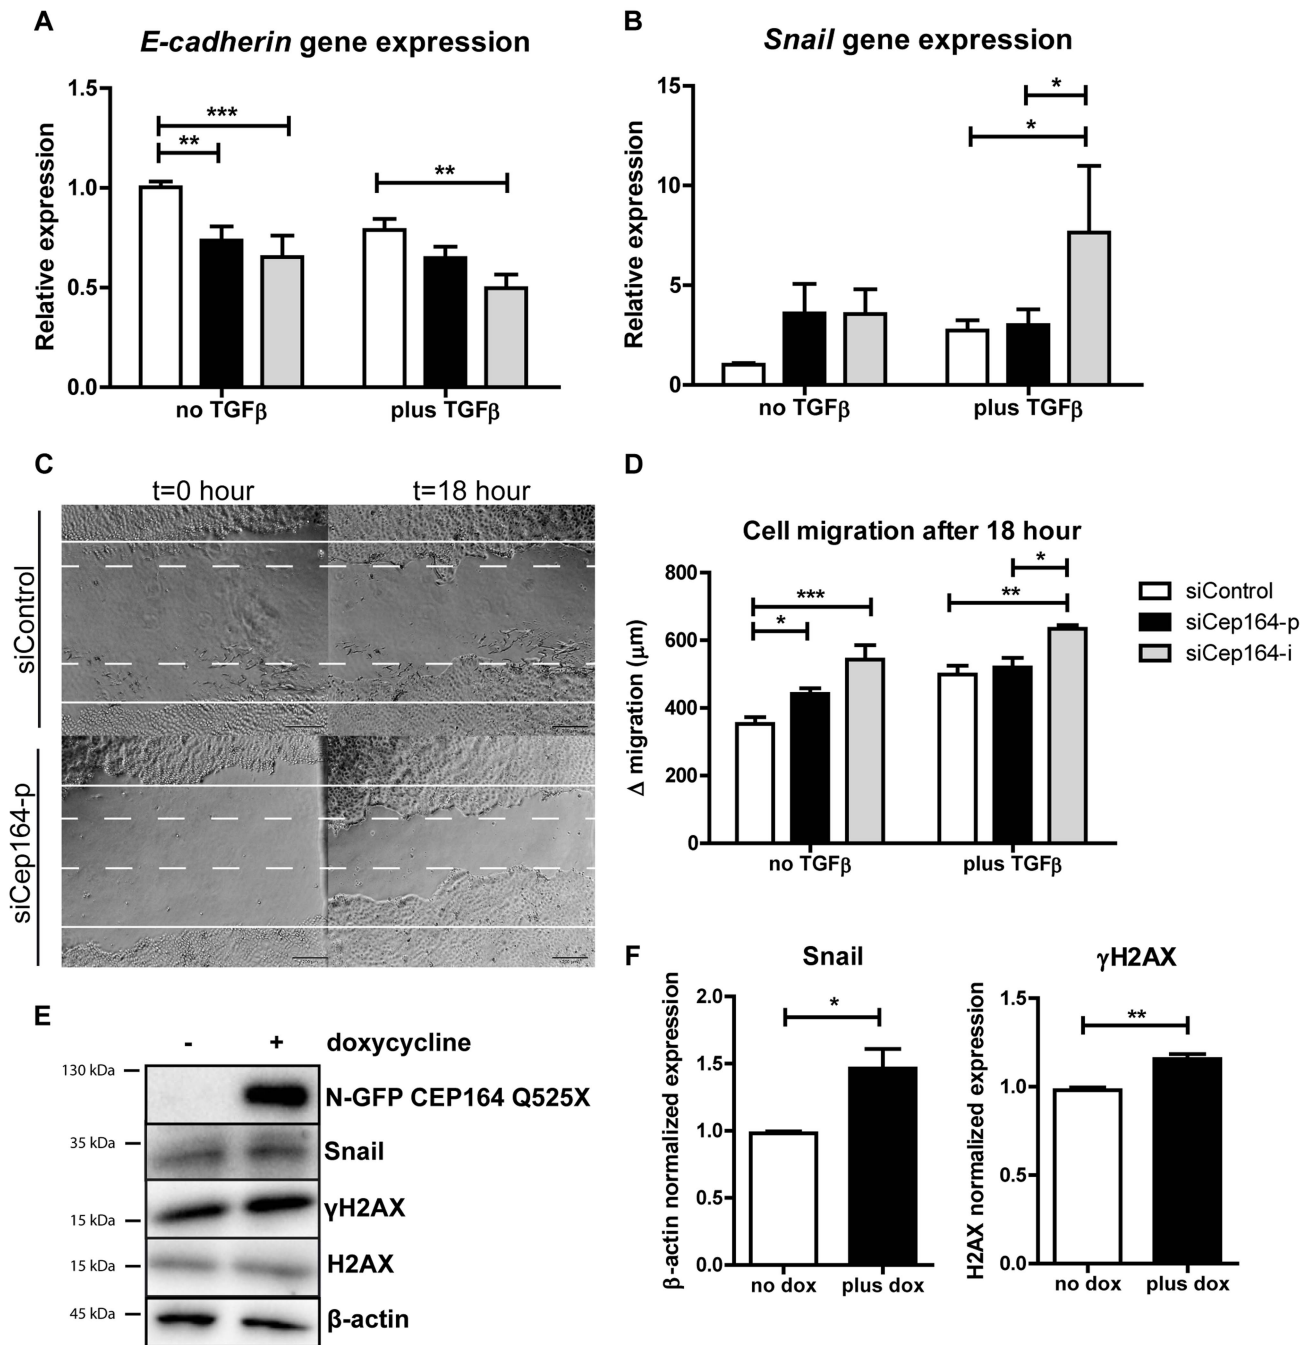 A
E-cadherin gene expression
Relative expression
1.5
1.0
0.5
0.0
***
**
**
no TGFβ
plus TGFβ
B
Snail gene expression
Relative expression
15
10
5
0
*
*
no TGFβ
plus TGFβ
C
t=0 hour
t=18 hour
siControl
siCep164-p
D
Cell migration after 18 hour
Δ migration (μm)
800
600
400
200
0
***
*
*
**
no TGFβ
plus TGFβ
siControl
siCep164-p
siCep164-i
E
- + doxycycline
130 kDa
N-GFP CEP164 Q525X
35 kDa
Snail
γH2AX
15 kDa
H2AX
15 kDa
45 kDa
β-actin
F
Snail
β-actin normalized expression
2.0
1.5
1.0
0.5
0.0
*
no dox
plus dox
γH2AX
H2AX normalized expression
1.5
1.0
0.5
0.0
**
no dox
plus dox